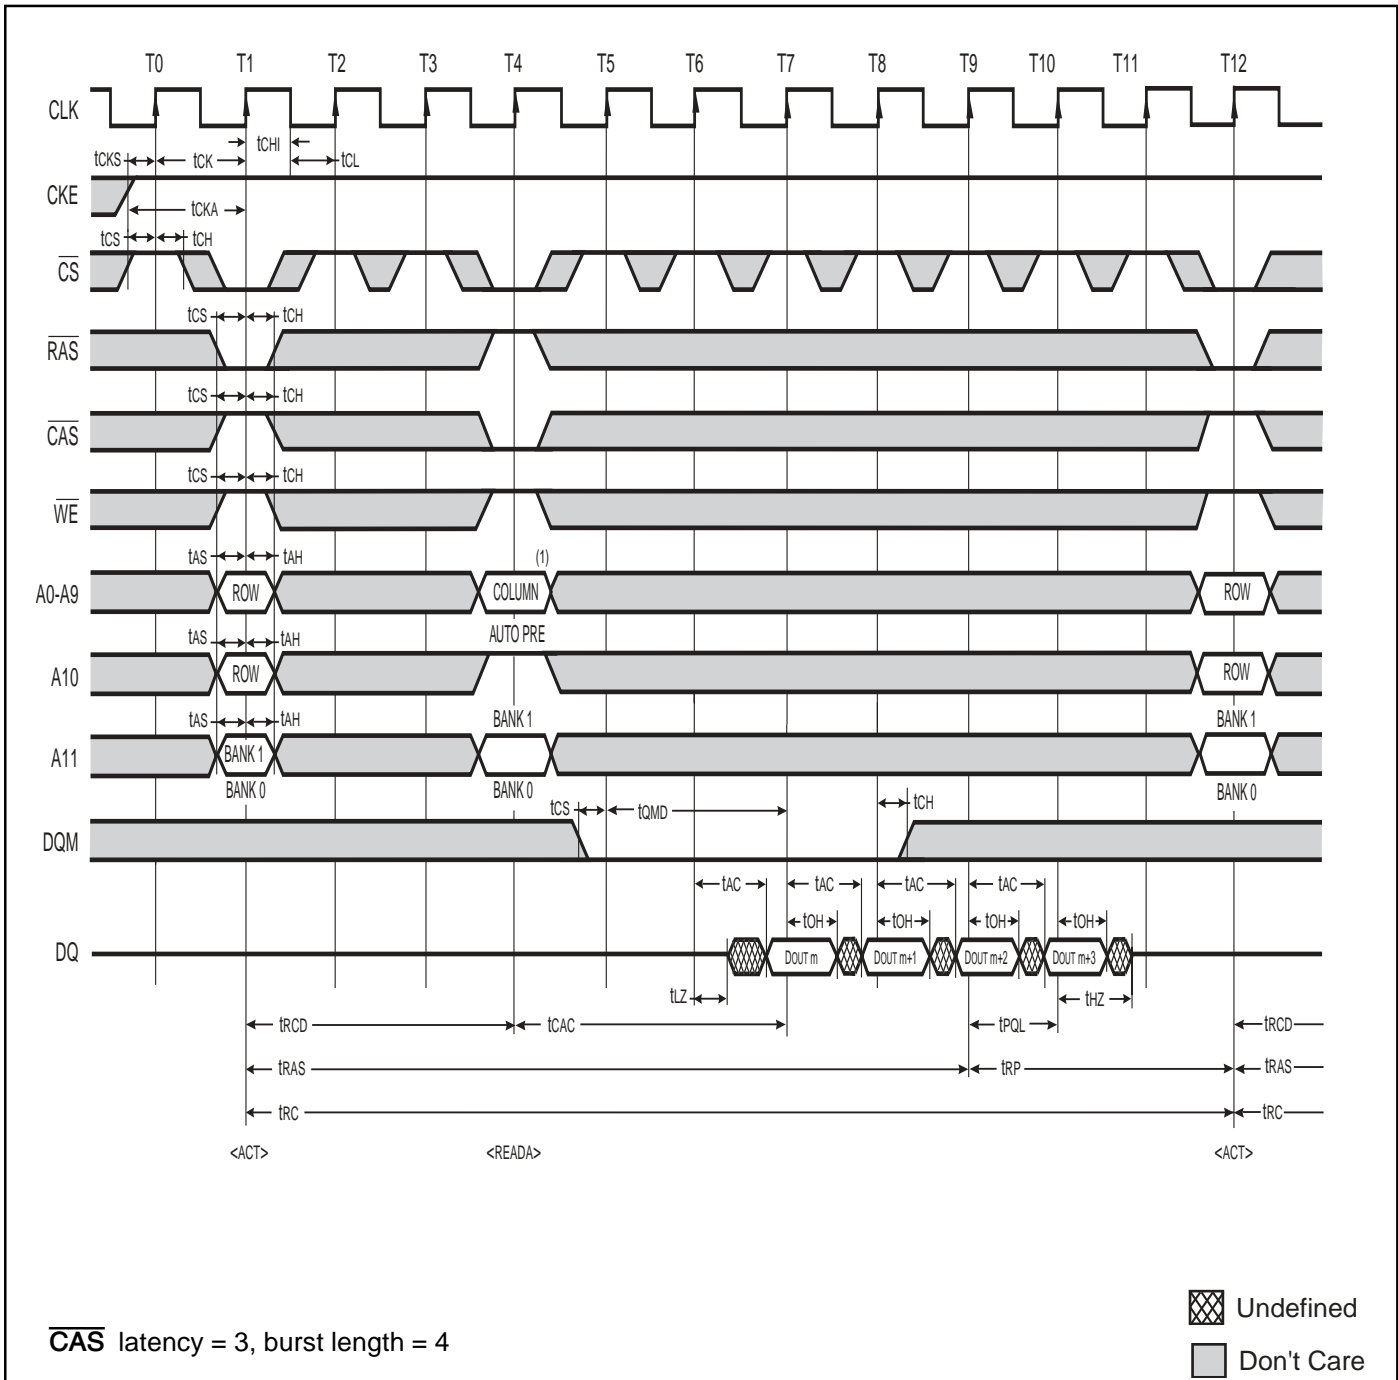 T0 T1 T2 T3 T4 T5 T6 T7 T8 T9 T10 T11 T12
CLK
tCHI
tCKS tCK tCL
CKE
tCKA
tCS tCH
CS
tCS tCH
RAS
tCS tCH
CAS
tCS tCH
WE
tAS tAH (1)
A0-A9 ROW COLUMN ROW
tAS tAH AUTO PRE
A10 ROW ROW
tAS tAH BANK 1 BANK 1
A11 BANK 1
BANK 0 BANK 0 BANK 0
tCS tQMD tCH
DQM
tAC tAC tAC tAC
tOH tOH tOH tOH
DQ DOUT m DOUT m+1 DOUT m+2 DOUT m+3
tLZ tHZ
tRCD tCAC tPQL tRCD
tRAS tRP tRAS
tRC tRC
<ACT> <READA> <ACT>
Undefined
CAS latency = 3, burst length = 4
Don't Care